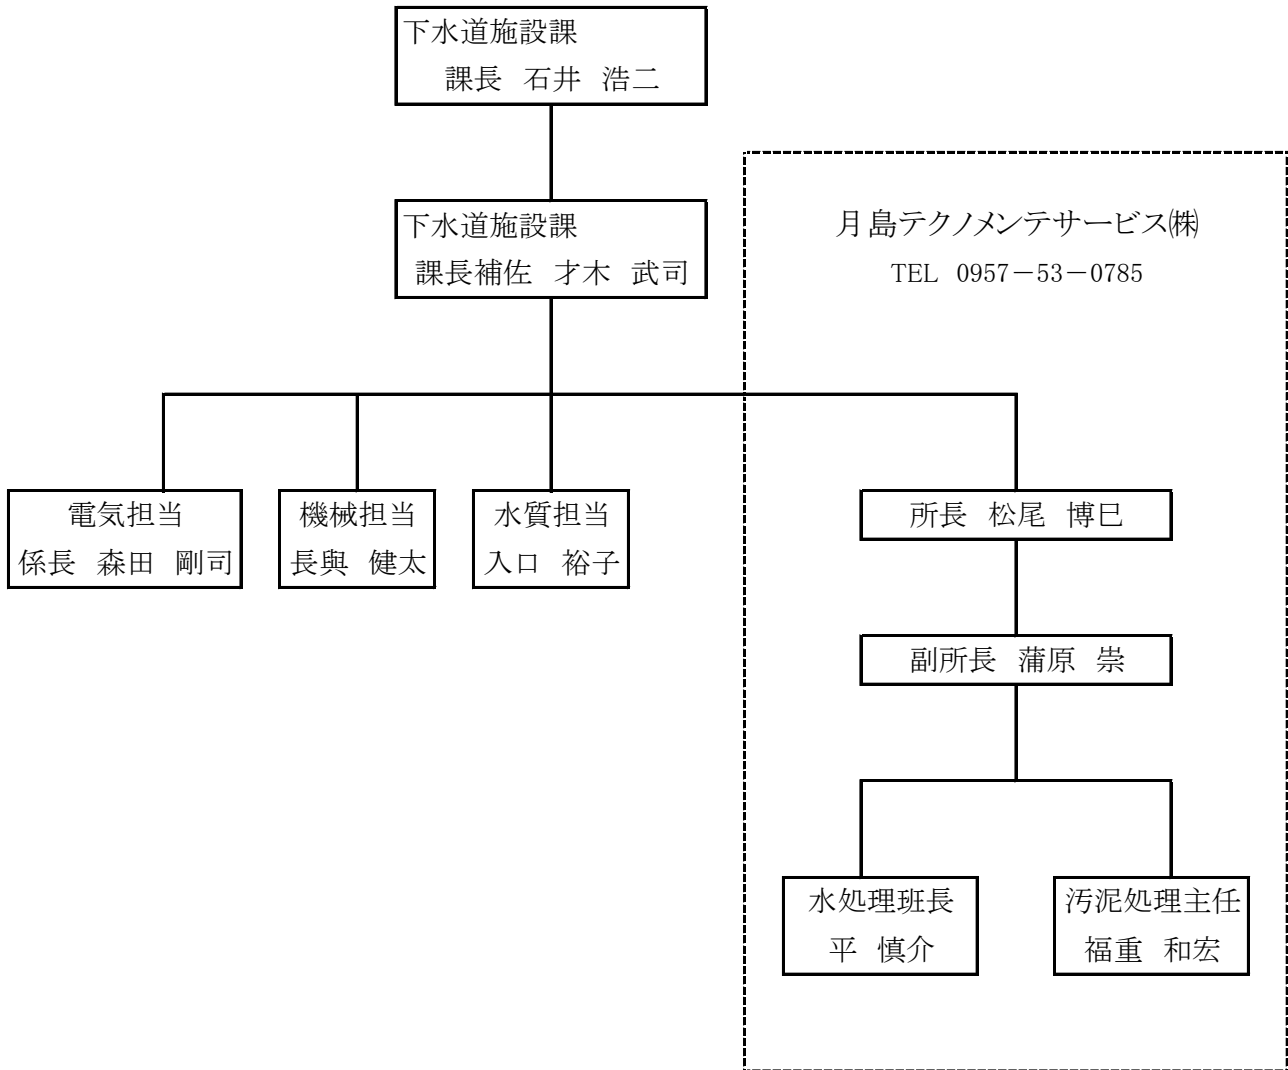 下水道施設課
課長 石井 浩二
下水道施設課
課長補佐 才木 武司
月島テクノメンテサービス㈱
TEL 0957－53－0785
電気担当
係長 森田 剛司
機械担当
長與 健太
水質担当
入口 裕子
所長 松尾 博巳
副所長 蒲原 崇
水処理班長
平 慎介
汚泥処理主任
福重 和宏